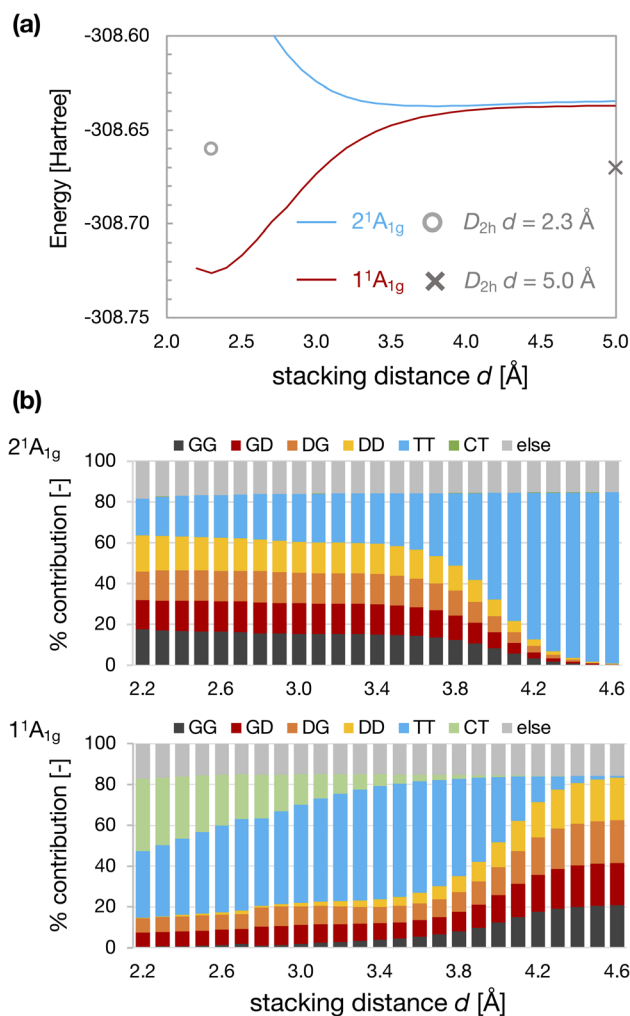 (a)
-308.60
-308.65
-308.70
-308.75
Energy [Hartree]
2¹A₁g D₂h d = 2.3 Å
1¹A₁g D₂h d = 5.0 Å
2.0 2.5 3.0 3.5 4.0 4.5 5.0
stacking distance d [Å]
(b)
2¹A₁g
GG GD DG DD TT CT else
100
80
60
40
20
0
% contribution [-]
2.2 2.6 3.0 3.4 3.8 4.2 4.6
1¹A₁g
GG GD DG DD TT CT else
100
80
60
40
20
0
% contribution [-]
2.2 2.6 3.0 3.4 3.8 4.2 4.6
stacking distance d [Å]